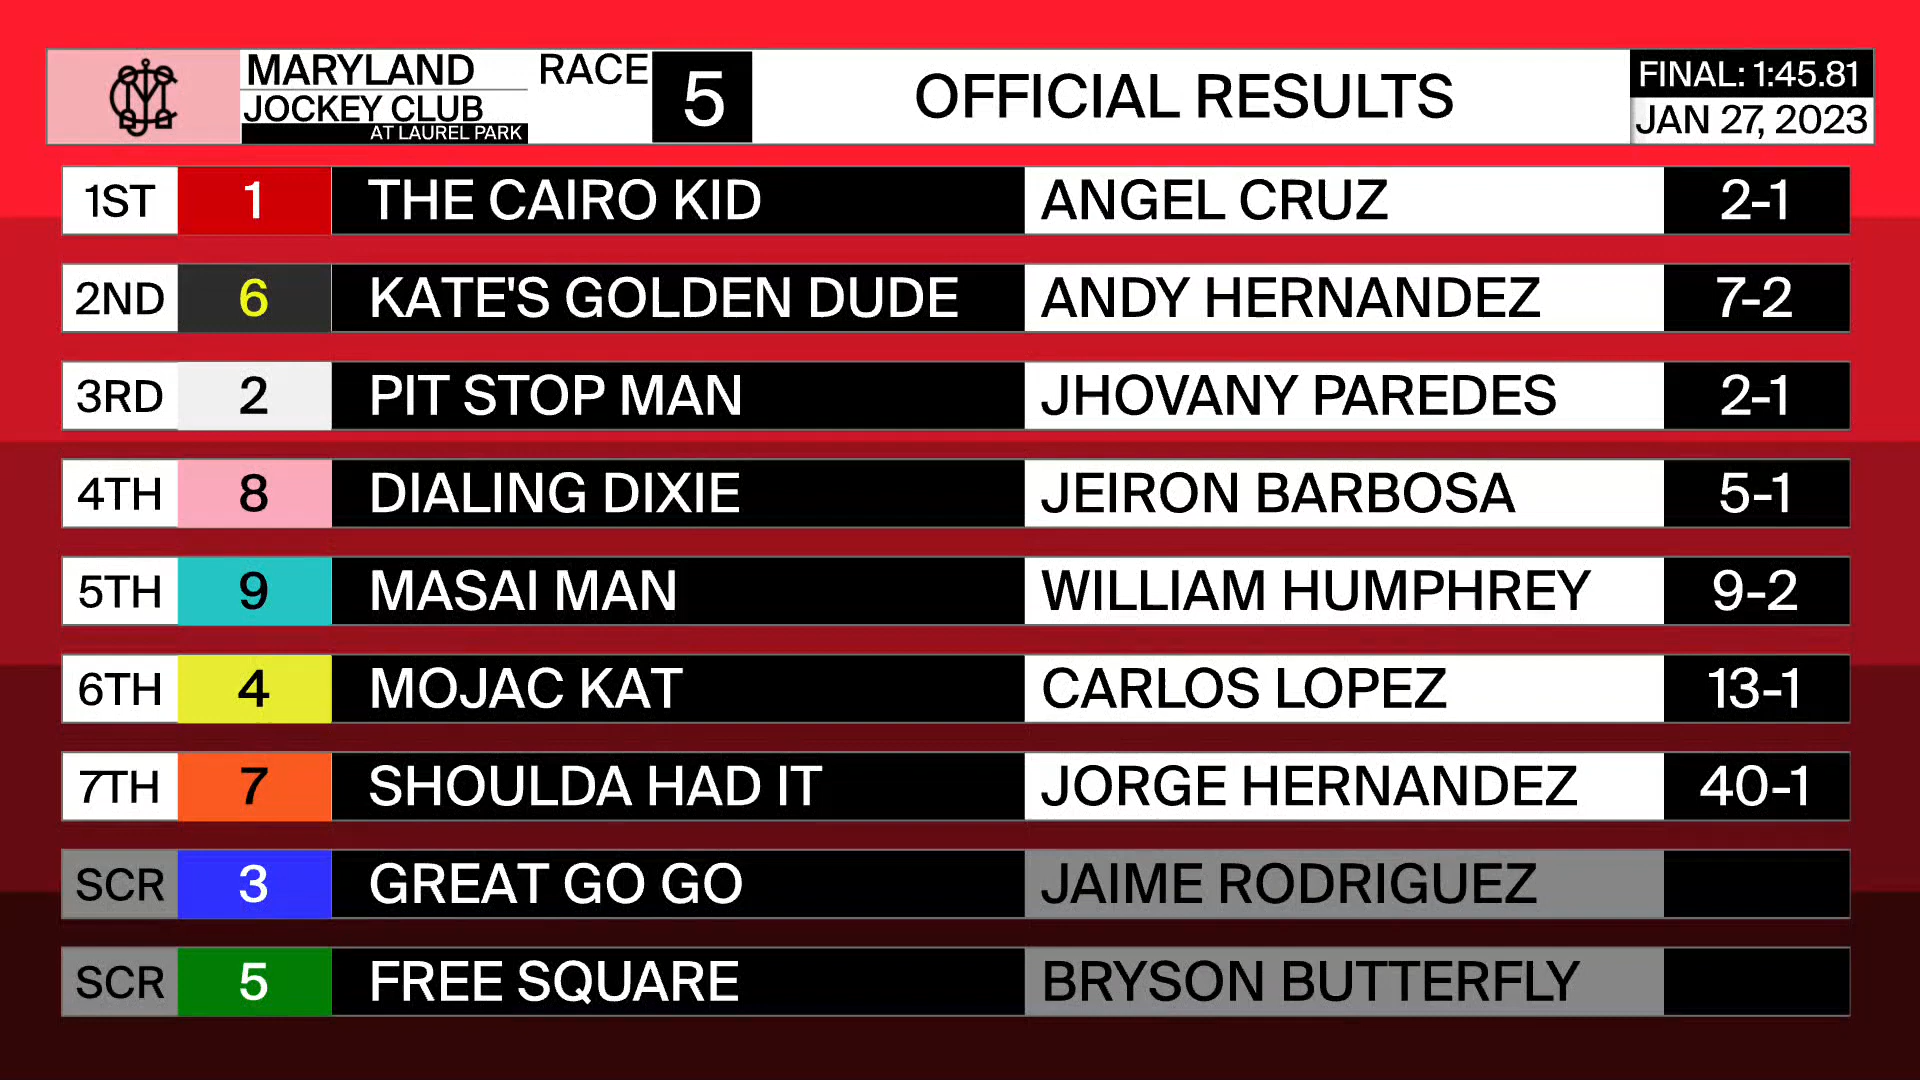 MARYLAND
JOCKEY CLUB
AT LAUREL PARK
RACE 5
OFFICIAL RESULTS
FINAL: 1:45.81
JAN 27, 2023
1ST 1 THE CAIRO KID ANGEL CRUZ 2-1
2ND 6 KATE'S GOLDEN DUDE ANDY HERNANDEZ 7-2
3RD 2 PIT STOP MAN JHOVANY PAREDES 2-1
4TH 8 DIALING DIXIE JEIRON BARBOSA 5-1
5TH 9 MASAI MAN WILLIAM HUMPHREY 9-2
6TH 4 MOJAC KAT CARLOS LOPEZ 13-1
7TH 7 SHOULDA HAD IT JORGE HERNANDEZ 40-1
SCR 3 GREAT GO GO JAIME RODRIGUEZ
SCR 5 FREE SQUARE BRYSON BUTTERFLY